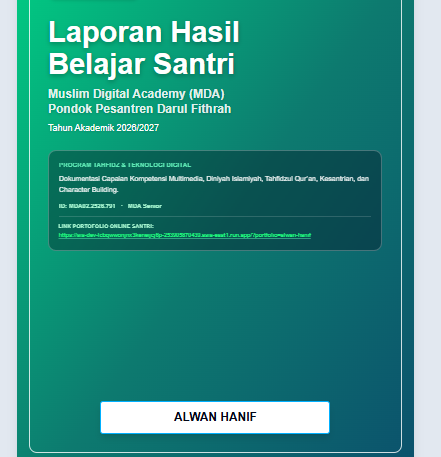 Laporan Hasil
Belajar Santri
Muslim Digital Academy (MDA)
Pondok Pesantren Darul Fithrah
Tahun Akademik 2026/2027
PROGRAM TAHFIDZ & TEKNOLOGI DIGITAL
Dokumentasi Capaian Kompetensi Multimedia, Diniyah Islamiyah, Tahfidzul Qur'an, Kesantrian, dan
Character Building.
ID: MDA02.2526.791 · MDA Senior
LINK PORTOFOLIO ONLINE SANTRI:
ALWAN HANIF